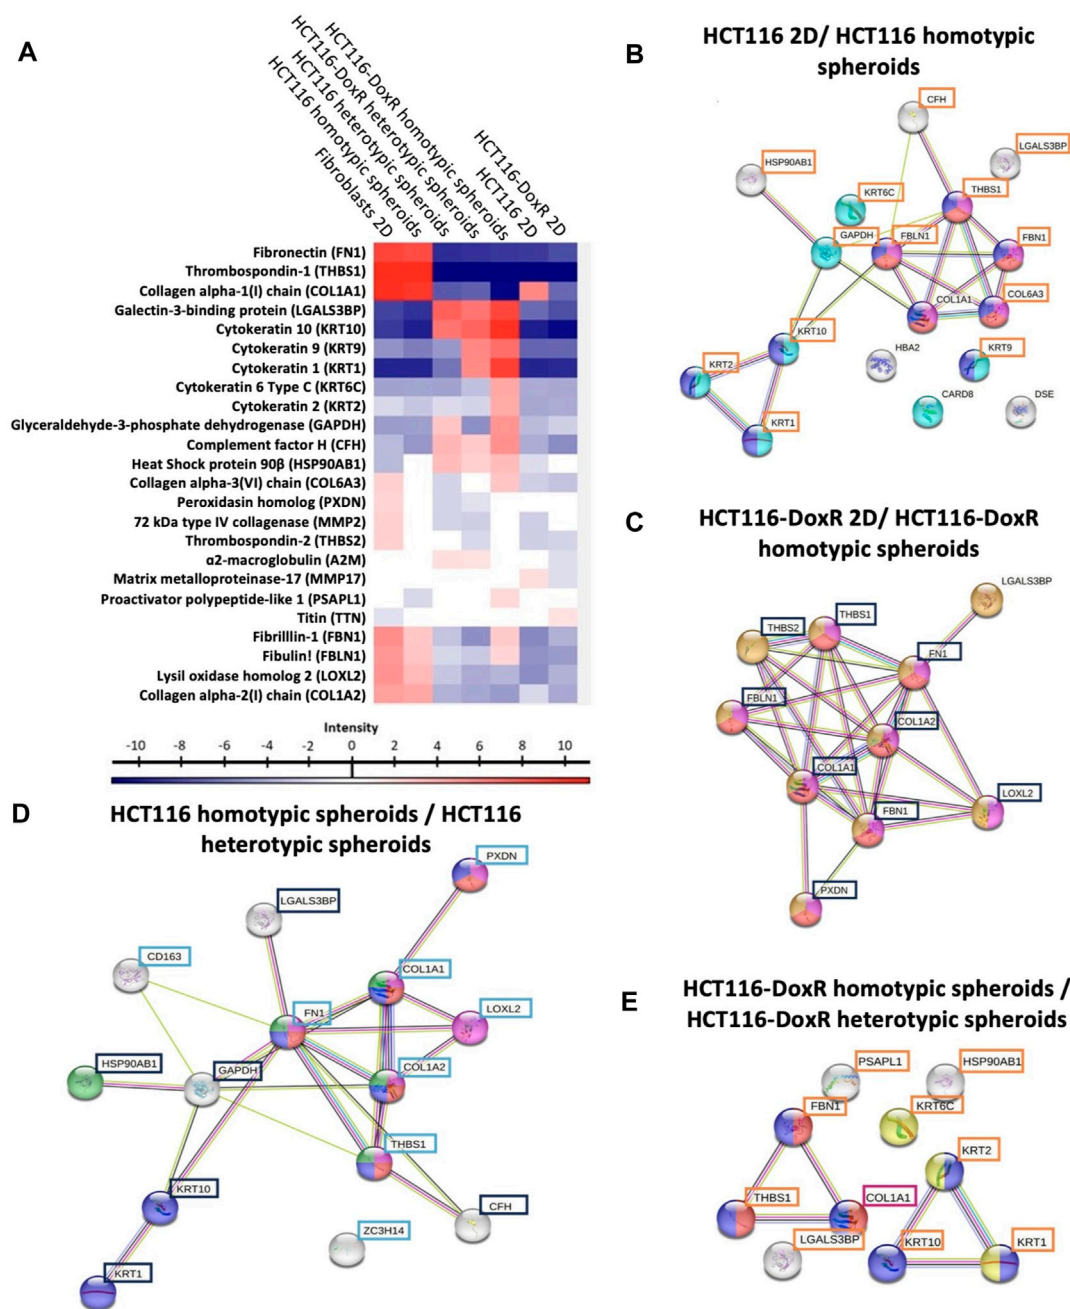 A
HCT116-DoxR homotypic spheroids
HCT116-DoxR heterotypic spheroids
HCT116 heterotypic spheroids
HCT116 homotypic spheroids
Fibroblasts 2D
HCT116-DoxR 2D
HCT116 2D
Fibronectin (FN1)
Thrombospondin-1 (THBS1)
Collagen alpha-1(I) chain (COL1A1)
Galectin-3-binding protein (LGALS3BP)
Cytokeratin 10 (KRT10)
Cytokeratin 9 (KRT9)
Cytokeratin 1 (KRT1)
Cytokeratin 6 Type C (KRT6C)
Cytokeratin 2 (KRT2)
Glyceraldehyde-3-phosphate dehydrogenase (GAPDH)
Complement factor H (CFH)
Heat Shock protein 90β (HSP90AB1)
Collagen alpha-3(VI) chain (COL6A3)
Peroxidasin homolog (PXDN)
72 kDa type IV collagenase (MMP2)
Thrombospondin-2 (THBS2)
α2-macroglobulin (A2M)
Matrix metalloproteinase-17 (MMP17)
Proactivator polypeptide-like 1 (PSAPL1)
Titin (TTN)
Fibrilllin-1 (FBN1)
Fibulin! (FBLN1)
Lysil oxidase homolog 2 (LOXL2)
Collagen alpha-2(I) chain (COL1A2)
Intensity
-10 -8 -6 -4 -2 0 2 4 6 8 10
B
HCT116 2D/ HCT116 homotypic
spheroids
CFH
LGALS3BP
HSP90AB1
KRT6C
THBS1
GAPDH
FBLN1
FBN1
COL1A1
COL6A3
KRT10
HBA2
KRT9
KRT2
CARD8
DSE
KRT1
C
HCT116-DoxR 2D/ HCT116-DoxR
homotypic spheroids
LGALS3BP
THBS1
THBS2
FN1
FBLN1
COL1A2
COL1A1
LOXL2
FBN1
PXDN
D
HCT116 homotypic spheroids / HCT116
heterotypic spheroids
PXDN
LGALS3BP
CD163
COL1A1
FN1
LOXL2
HSP90AB1
GAPDH
COL1A2
THBS1
KRT10
CFH
ZC3H14
KRT1
E
HCT116-DoxR homotypic spheroids /
HCT116-DoxR heterotypic spheroids
PSAPL1
HSP90AB1
FBN1
KRT6C
KRT2
THBS1
COL1A1
LGALS3BP
KRT10
KRT1